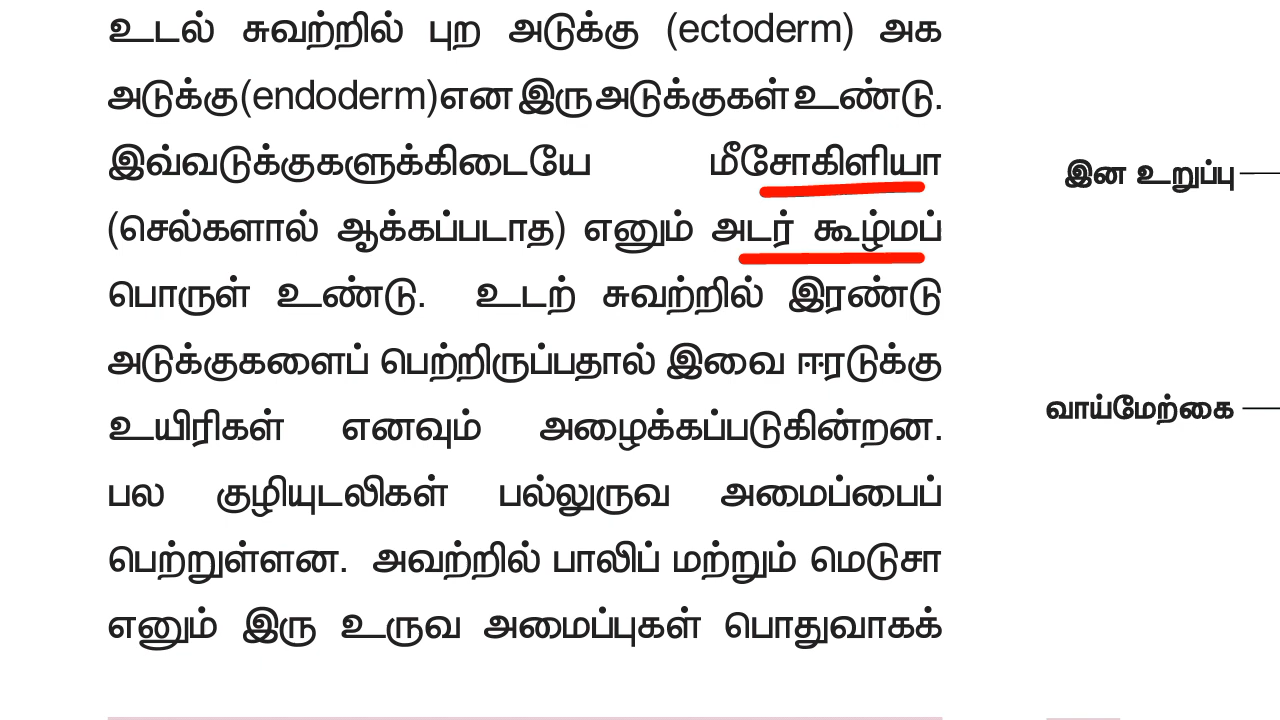 உடல் சுவற்றில் புற அடுக்கு (ectoderm) அக
அடுக்கு(endoderm)என இருஅடுக்குகள் உண்டு.
இவ்வடுக்குகளுக்கிடையே மீசோகிளியா
(செல்களால் ஆக்கப்படாத) எனும் அடர் கூழ்மப்
பொருள் உண்டு. உடற் சுவற்றில் இரண்டு
அடுக்குகளைப் பெற்றிருப்பதால் இவை ஈரடுக்கு
உயிரிகள் எனவும் அழைக்கப்படுகின்றன.
பல குழியுடலிகள் பல்லுருவ அமைப்பைப்
பெற்றுள்ளன. அவற்றில் பாலிப் மற்றும் மெடுசா
எனும் இரு உருவ அமைப்புகள் பொதுவாகக்
இன உறுப்பு
வாய்மேற்கை